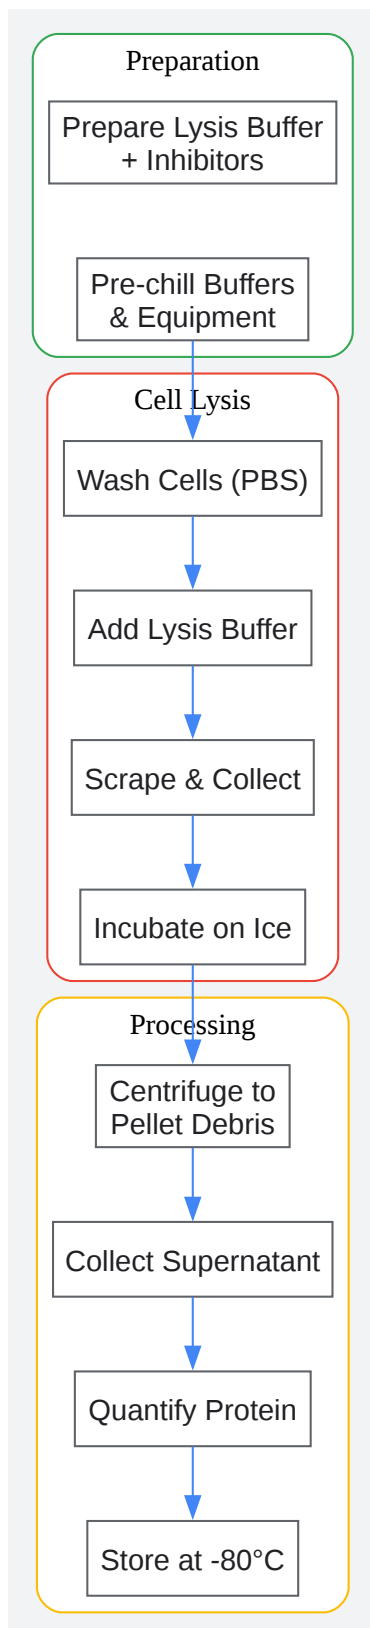 Preparation
Prepare Lysis Buffer
+ Inhibitors
Pre-chill Buffers
& Equipment
Cell Lysis
Wash Cells (PBS)
Add Lysis Buffer
Scrape & Collect
Incubate on Ice
Processing
Centrifuge to
Pellet Debris
Collect Supernatant
Quantify Protein
Store at -80°C